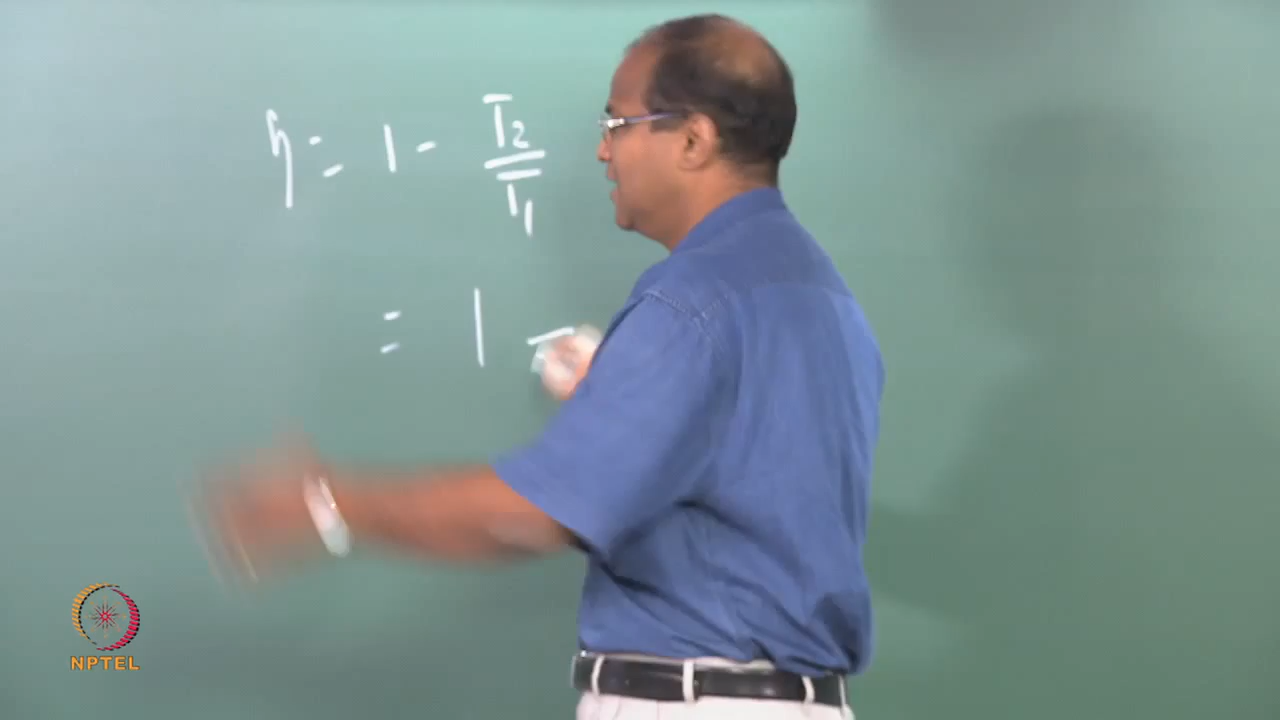 η = 1 - T₂/T₁
= 1 -
NPTEL